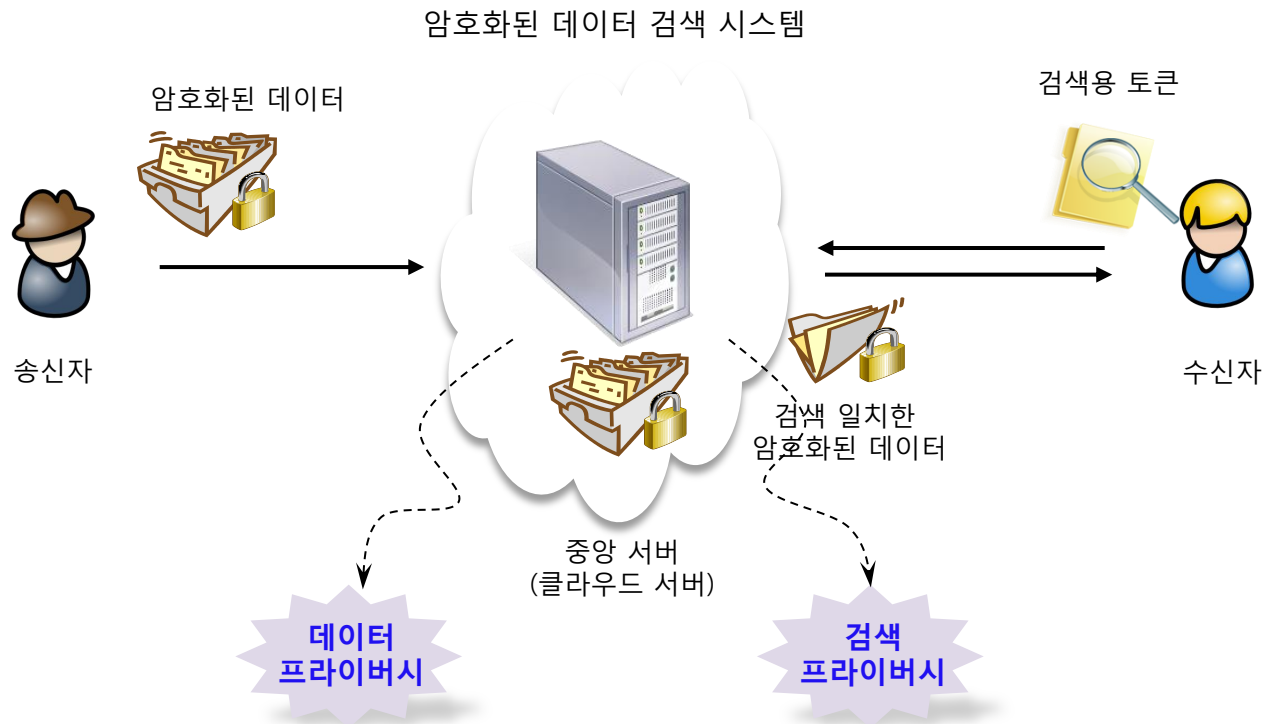 암호화된 데이터 검색 시스템
암호화된 데이터
검색용 토큰
송신자
수신자
검색 일치한
암호화된 데이터
중앙 서버
(클라우드 서버)
데이터
프라이버시
검색
프라이버시